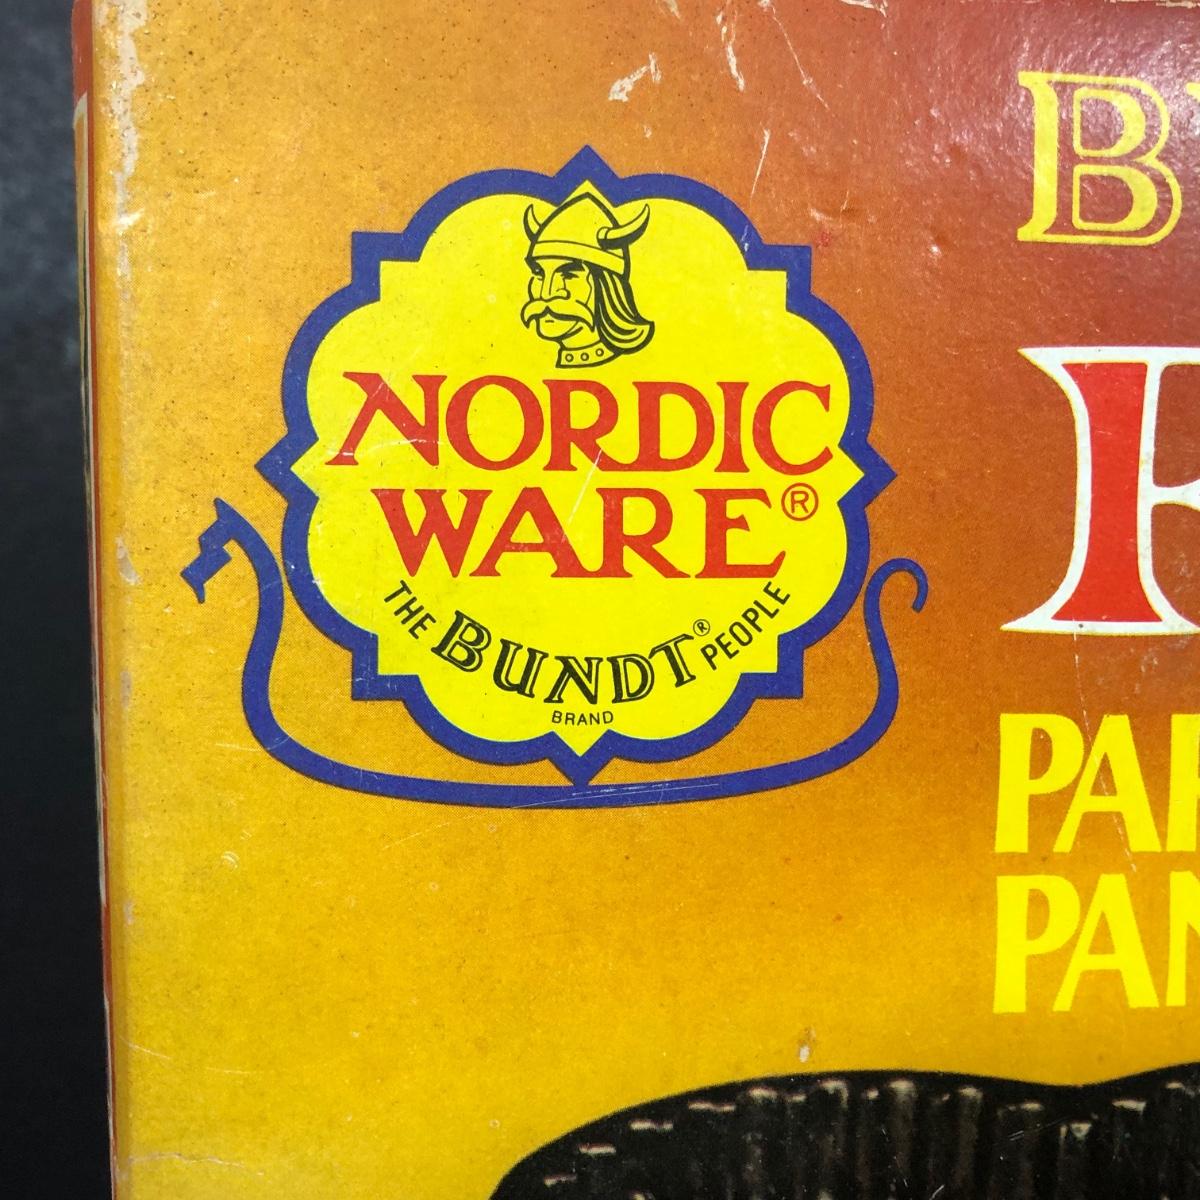 NORDIC
WARE®
THE BUNDT® PEOPLE
BRAND